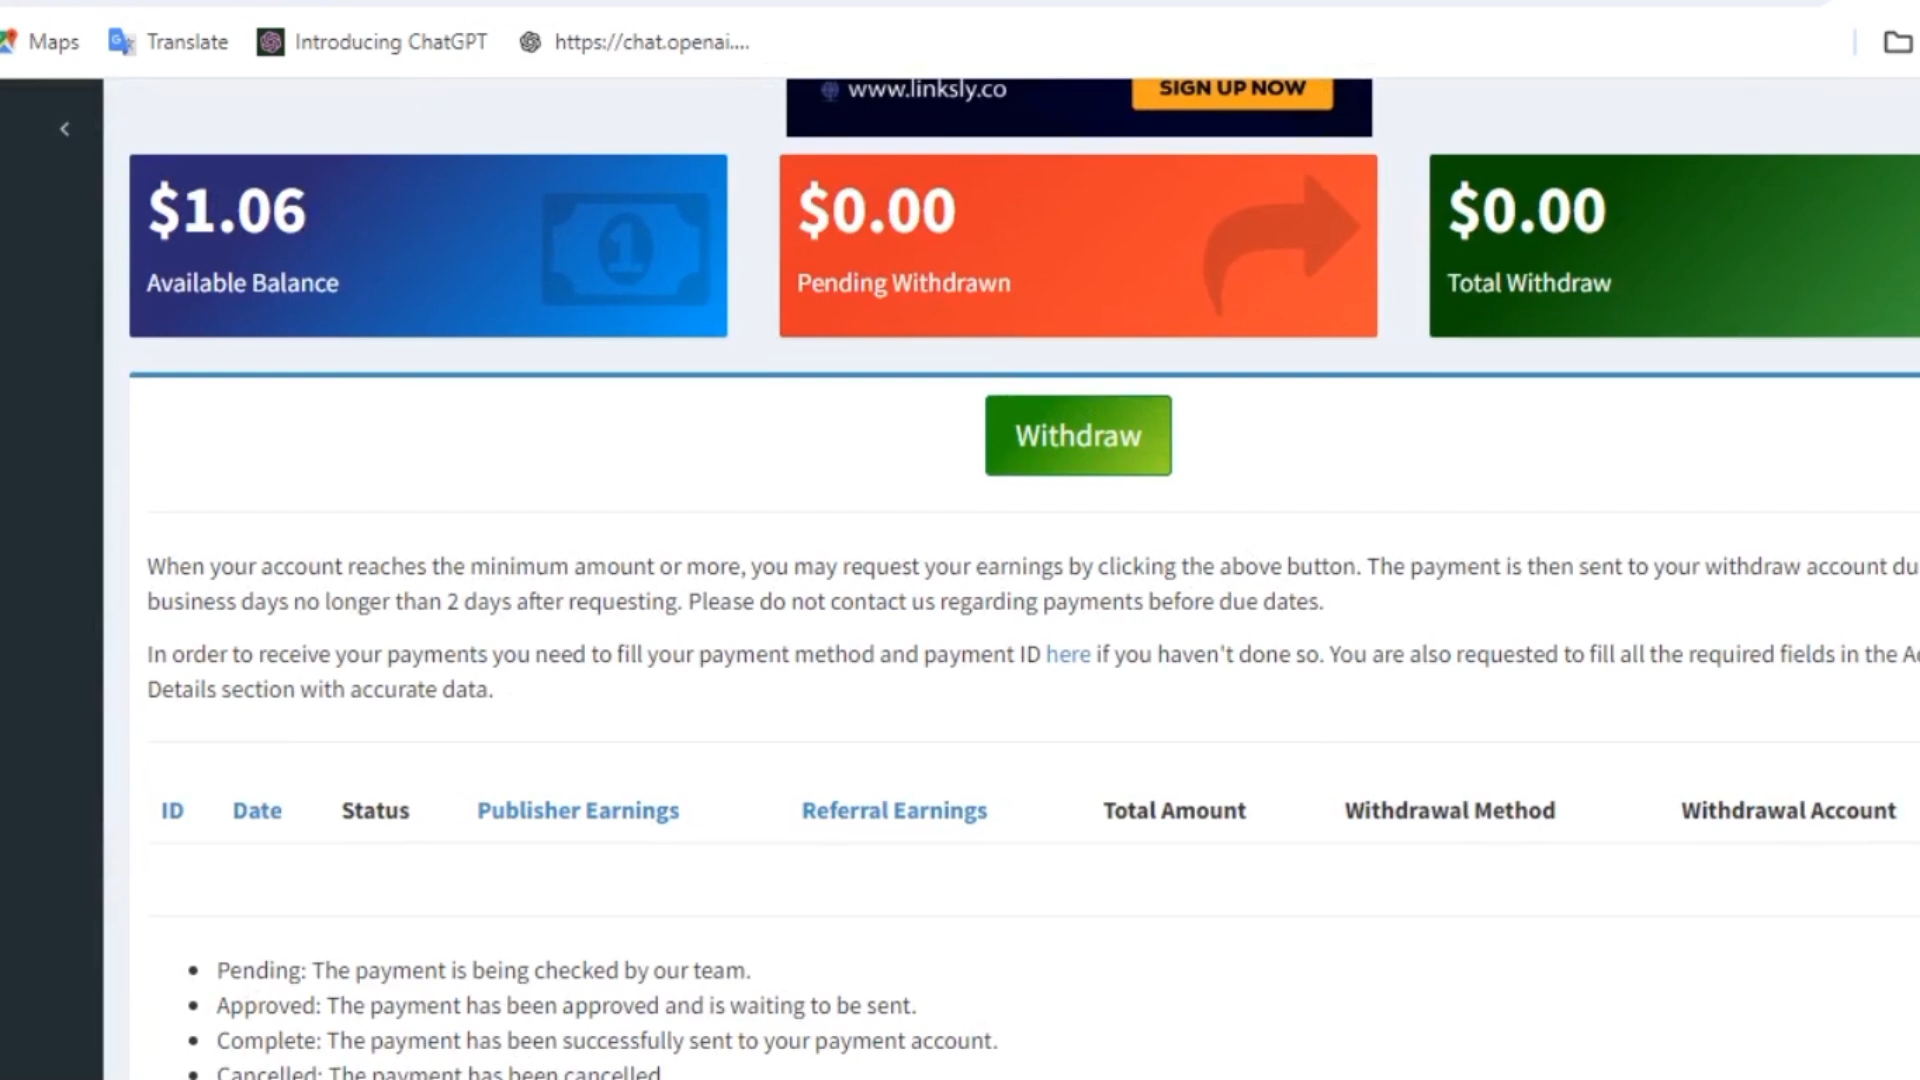 Maps Translate Introducing ChatGPT https://chat.openai....
www.linksly.co SIGN UP NOW
$1.06 $0.00 $0.00
Available Balance Pending Withdrawn Total Withdraw
Withdraw
When your account reaches the minimum amount or more, you may request your earnings by clicking the above button. The payment is then sent to your withdraw account du
business days no longer than 2 days after requesting. Please do not contact us regarding payments before due dates.
In order to receive your payments you need to fill your payment method and payment ID here if you haven't done so. You are also requested to fill all the required fields in the Ac
Details section with accurate data.
ID Date Status Publisher Earnings Referral Earnings Total Amount Withdrawal Method Withdrawal Account
• Pending: The payment is being checked by our team.
• Approved: The payment has been approved and is waiting to be sent.
• Complete: The payment has been successfully sent to your payment account.
• Cancelled: The payment has been cancelled